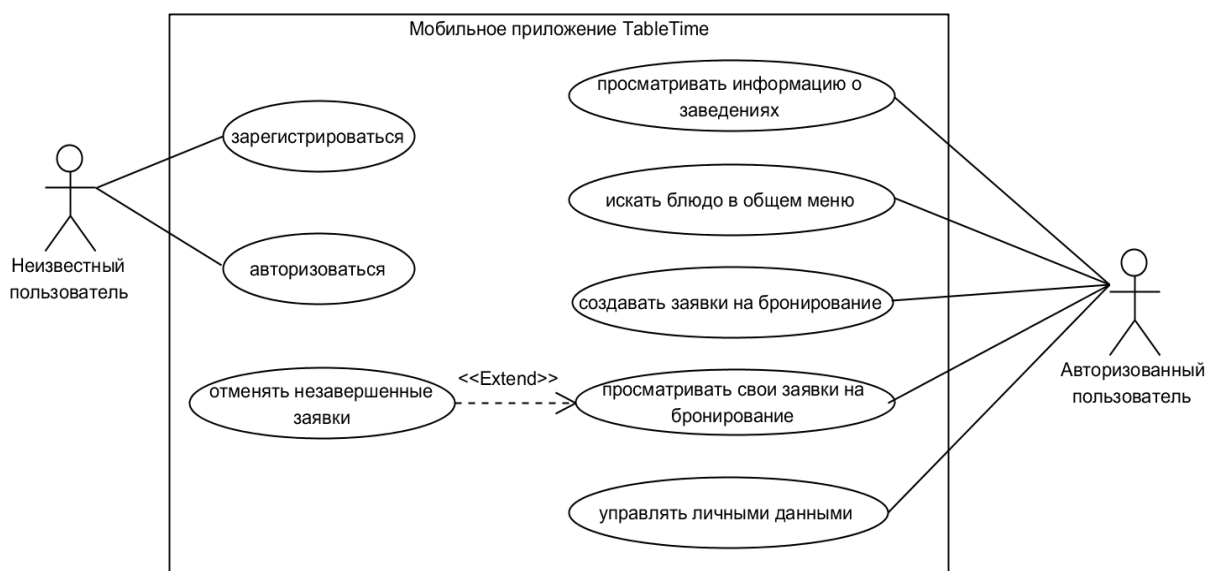 Мобильное приложение TableTime
просматривать информацию о
заведениях
зарегистрироваться
искать блюдо в общем меню
Неизвестный
пользователь
авторизоваться
создавать заявки на бронирование
Авторизованный
пользователь
отменять незавершенные
заявки
<<Extend>>
просматривать свои заявки на
бронирование
управлять личными данными